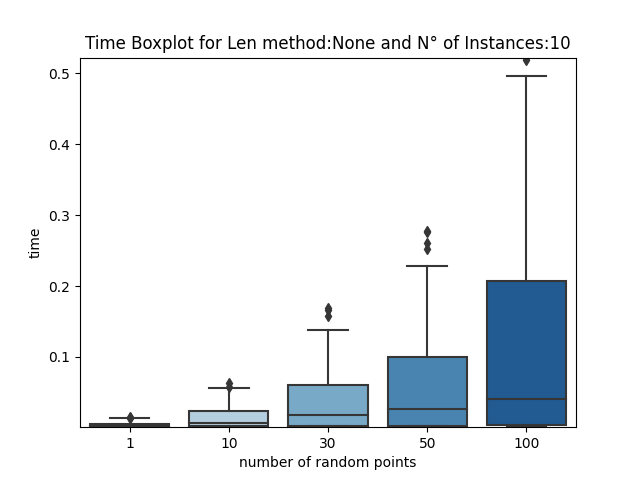 Time Boxplot for Len method:None and N° of Instances:10
0.5
0.4
0.3
0.2
0.1
time
1 10 30 50 100
number of random points